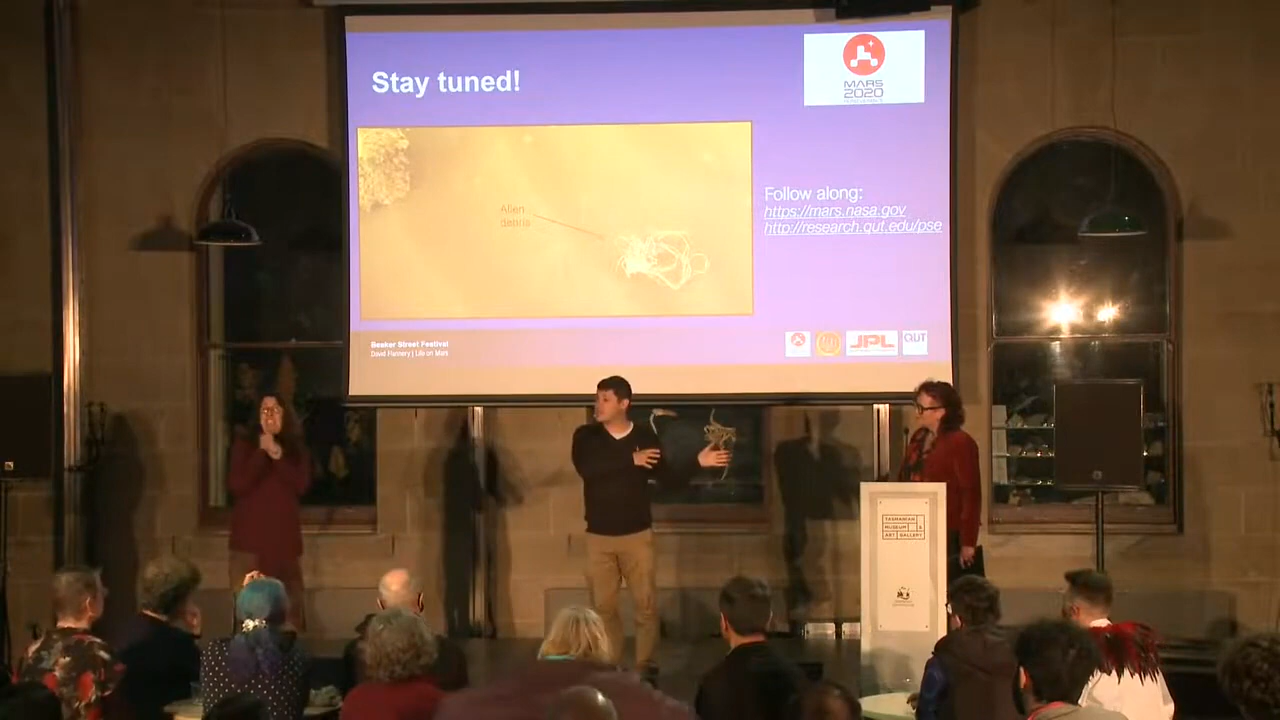 Stay tuned!
MARS
2020
Alien
debris
Follow along:
https://mars.nasa.gov
http://research.qut.edu/pse
Beaker Street Festival
David Flannery | Life on Mars
JPL
QUT
TASMANIAN
MUSEUM &
ART GALLERY